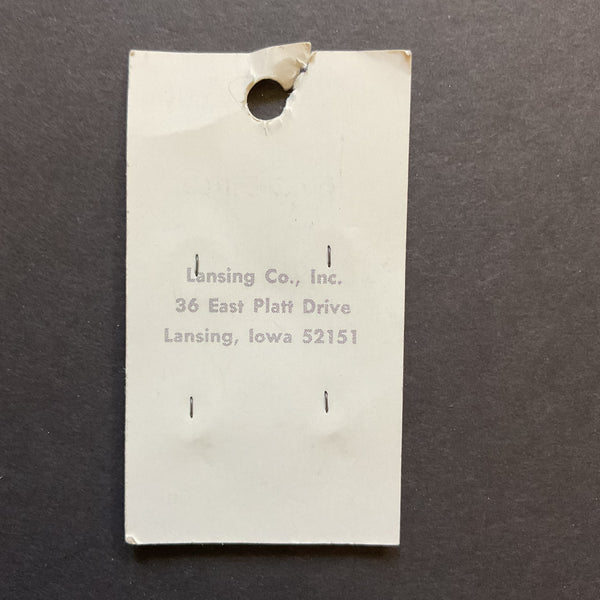 Lansing Co., Inc.
36 East Platt Drive
Lansing, Iowa 52151